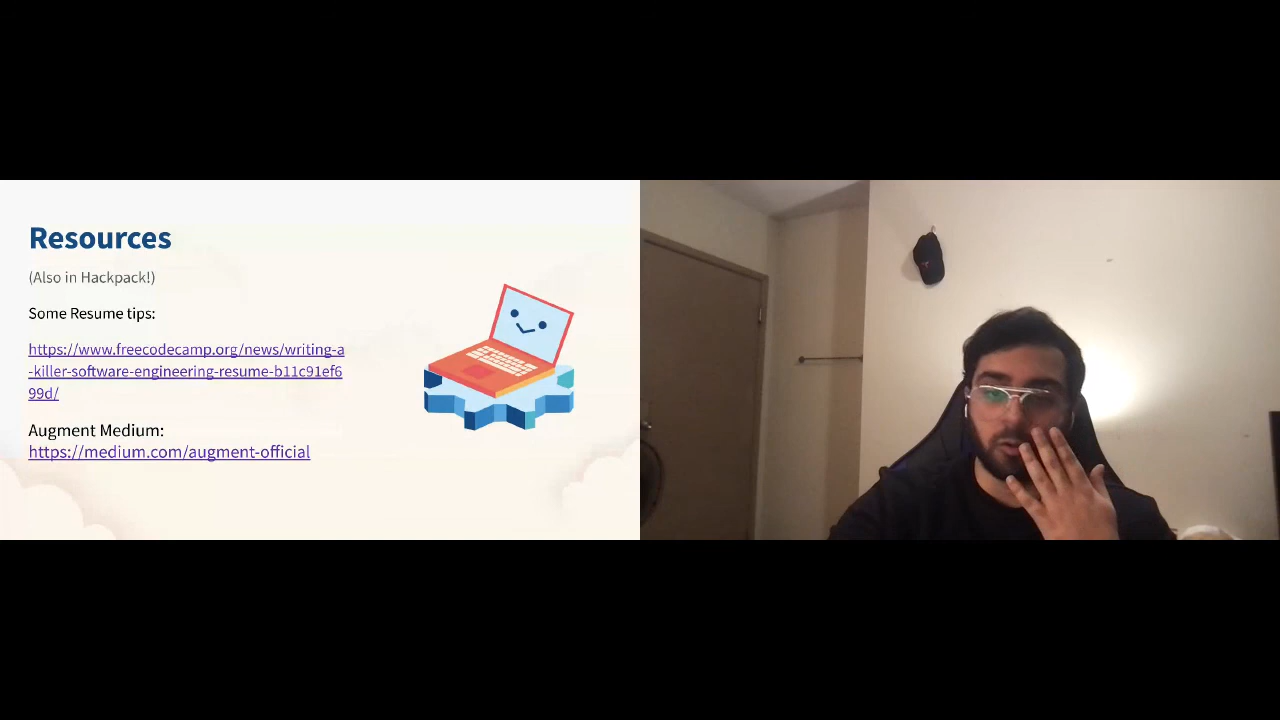 Resources
(Also in Hackpack!)
Some Resume tips:
https://www.freecodecamp.org/news/writing-a
-killer-software-engineering-resume-b11c91ef6
99d/
Augment Medium:
https://medium.com/augment-official